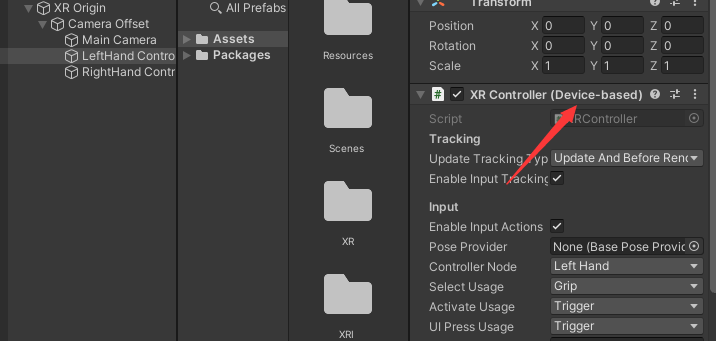 XR Origin
Camera Offset
Main Camera
LeftHand Contro
RightHand Contr
All Prefabs
Assets
Packages
Resources
Scenes
XR
XRI
Transform
Position X 0 Y 0 Z 0
Rotation X 0 Y 0 Z 0
Scale X 1 Y 1 Z 1
# XR Controller (Device-based)
Script XRController
Tracking
Update Tracking Typ Update And Before Rend
Enable Input Tracking
Input
Enable Input Actions
Pose Provider None (Base Pose Provid
Controller Node Left Hand
Select Usage Grip
Activate Usage Trigger
UI Press Usage Trigger